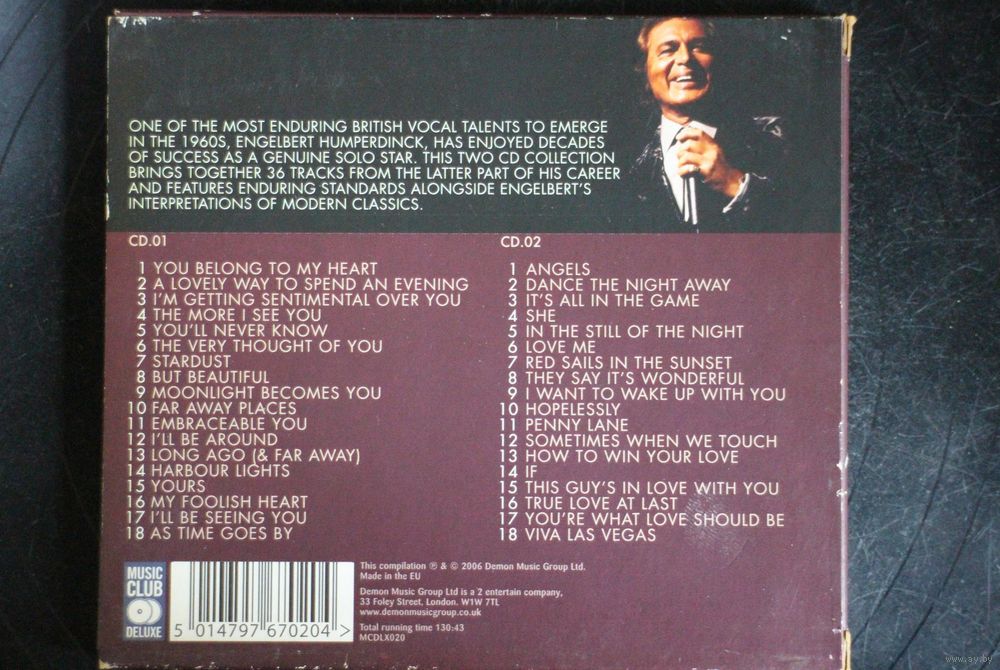 ONE OF THE MOST ENDURING BRITISH VOCAL TALENTS TO EMERGE
IN THE 1960S, ENGELBERT HUMPERDINCK, HAS ENJOYED DECADES
OF SUCCESS AS A GENUINE SOLO STAR. THIS TWO CD COLLECTION
BRINGS TOGETHER 36 TRACKS FROM THE LATTER PART OF HIS CAREER
AND FEATURES ENDURING STANDARDS ALONGSIDE ENGELBERT'S
INTERPRETATIONS OF MODERN CLASSICS.
CD.01
1 YOU BELONG TO MY HEART
2 A LOVELY WAY TO SPEND AN EVENING
3 I'M GETTING SENTIMENTAL OVER YOU
4 THE MORE I SEE YOU
5 YOU'LL NEVER KNOW
6 THE VERY THOUGHT OF YOU
7 STARDUST
8 BUT BEAUTIFUL
9 MOONLIGHT BECOMES YOU
10 FAR AWAY PLACES
11 EMBRACEABLE YOU
12 I'LL BE AROUND
13 LONG AGO (& FAR AWAY)
14 HARBOUR LIGHTS
15 YOURS
16 MY FOOLISH HEART
17 I'LL BE SEEING YOU
18 AS TIME GOES BY
CD.02
1 ANGELS
2 DANCE THE NIGHT AWAY
3 IT'S ALL IN THE GAME
4 SHE
5 IN THE STILL OF THE NIGHT
6 LOVE ME
7 RED SAILS IN THE SUNSET
8 THEY SAY IT'S WONDERFUL
9 I WANT TO WAKE UP WITH YOU
10 HOPELESSLY
11 PENNY LANE
12 SOMETIMES WHEN WE TOUCH
13 HOW TO WIN YOUR LOVE
14 IF
15 THIS GUY'S IN LOVE WITH YOU
16 TRUE LOVE AT LAST
17 YOU'RE WHAT LOVE SHOULD BE
18 VIVA LAS VEGAS
MUSIC
CLUB
DELUXE
5 014797 670204 >
This compilation ℗ & © 2006 Demon Music Group Ltd.
Made in the EU
Demon Music Group Ltd is a 2 entertain company,
33 Foley Street, London. W1W 7TL
www.demonmusicgroup.co.uk
Total running time 130:43
MCDLX020
www.ay.by